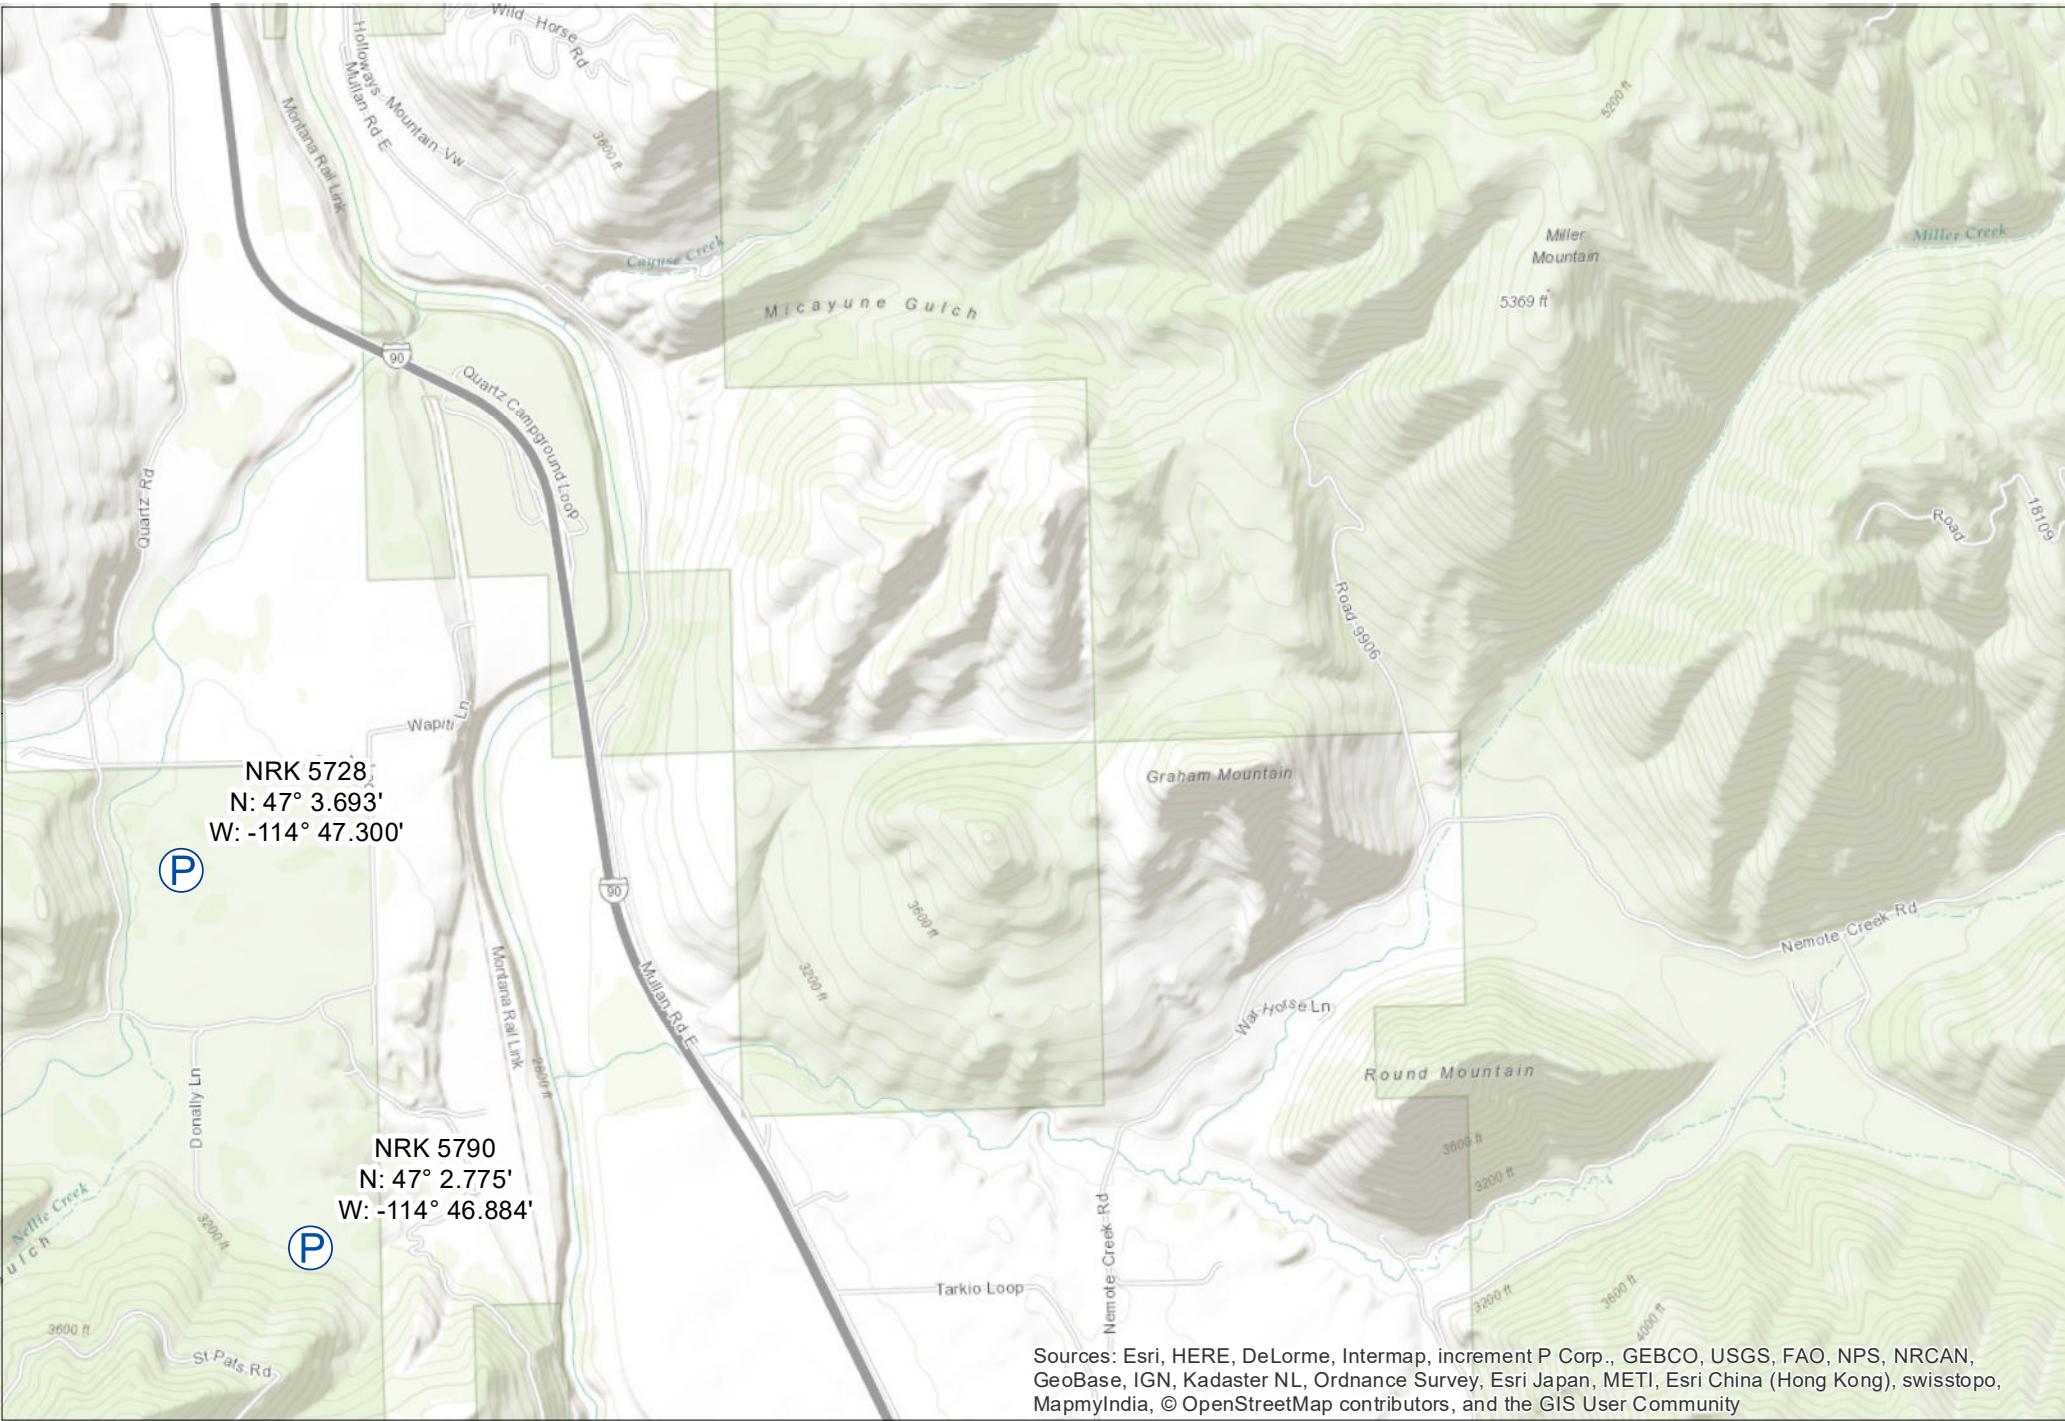 Wild Horse Rd
Holloways Mountain Vw
Mullan Rd E
Montana Rail Link
3600 ft
5200 ft
Cayuse Creek
Miller
Mountain
5369 ft
Miller Creek
Micayune Gulch
90
Quartz Campground Loop
Quartz Rd
Road
18109
Road 9906
Wapiti Ln
NRK 5728
N: 47° 3.693'
W: -114° 47.300'
P
Graham Mountain
90
3600 ft
3200 ft
Nemote Creek Rd
Mullan Rd E
Montana Rail Link
2800 ft
War Horse Ln
Round Mountain
Donally Ln
NRK 5790
N: 47° 2.775'
W: -114° 46.884'
P
3600 ft
3200 ft
Nellie Creek
3200 ft
Nemote Creek Rd
Tarkio Loop
3200 ft
3600 ft
4000 ft
3600 ft
St Pats Rd
Sources: Esri, HERE, DeLorme, Intermap, increment P Corp., GEBCO, USGS, FAO, NPS, NRCAN,
GeoBase, IGN, Kadaster NL, Ordnance Survey, Esri Japan, METI, Esri China (Hong Kong), swisstopo,
MapmyIndia, © OpenStreetMap contributors, and the GIS User Community